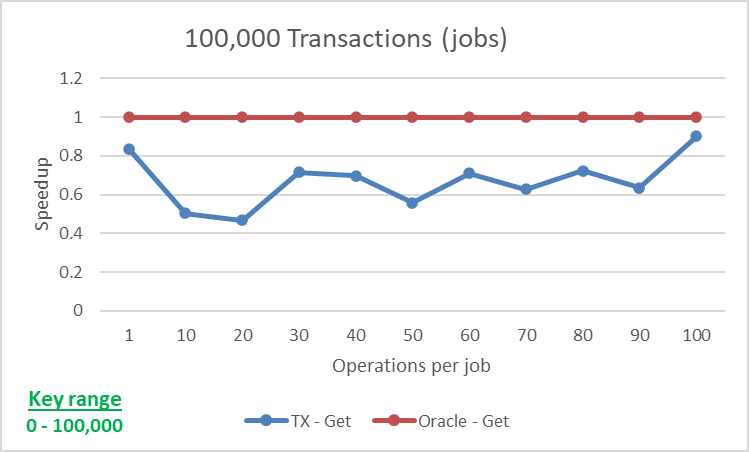 100,000 Transactions (jobs)
1.2
1
0.8
0.6
0.4
0.2
0
Speedup
1 10 20 30 40 50 60 70 80 90 100
Operations per job
Key range
0 - 100,000
TX - Get Oracle - Get